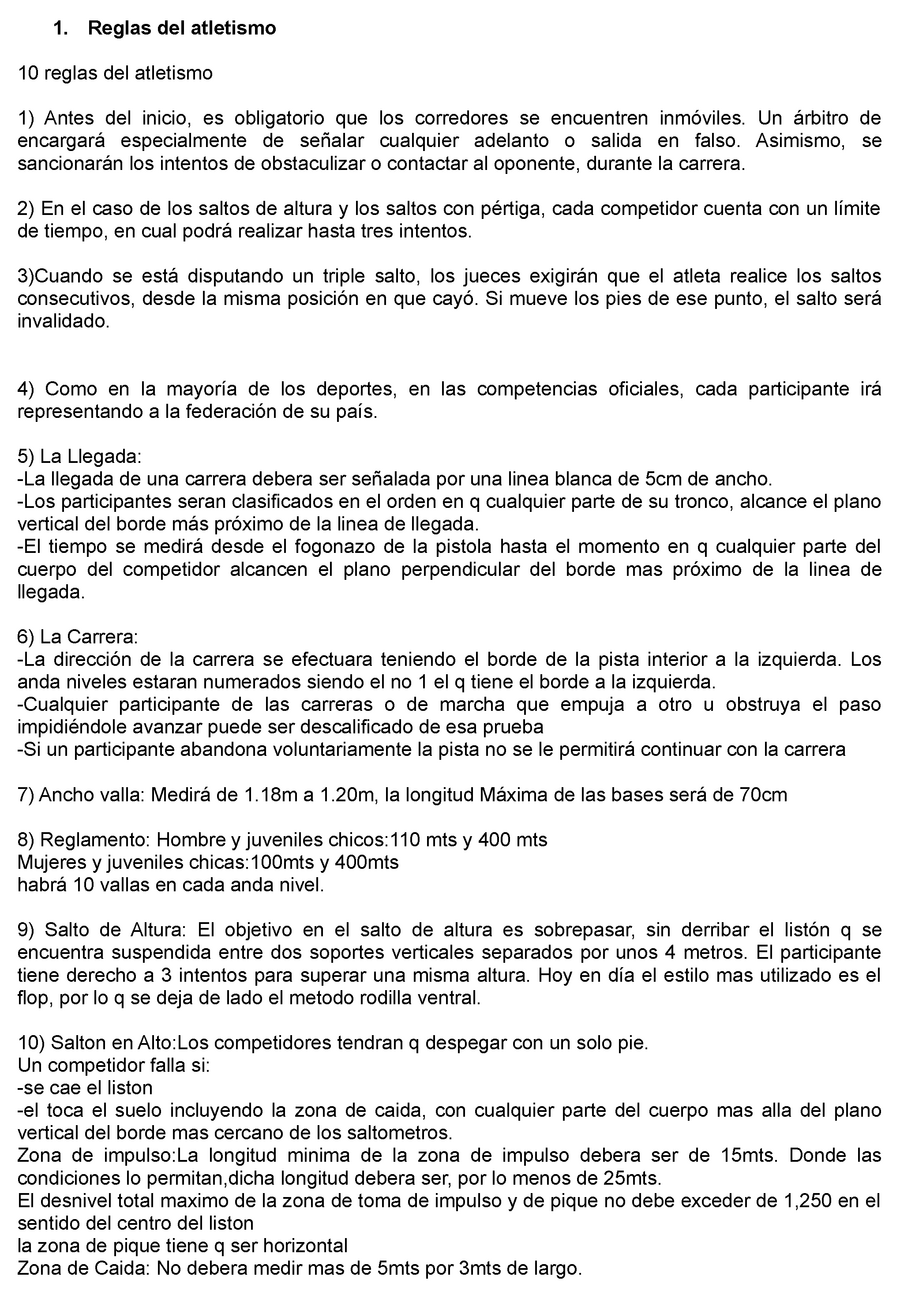 1. Reglas del atletismo
10 reglas del atletismo
1) Antes del inicio, es obligatorio que los corredores se encuentren inmóviles. Un árbitro de
encargará especialmente de señalar cualquier adelanto o salida en falso. Asimismo, se
sancionarán los intentos de obstaculizar o contactar al oponente, durante la carrera.
2) En el caso de los saltos de altura y los saltos con pértiga, cada competidor cuenta con un límite
de tiempo, en cual podrá realizar hasta tres intentos.
3)Cuando se está disputando un triple salto, los jueces exigirán que el atleta realice los saltos
consecutivos, desde la misma posición en que cayó. Si mueve los pies de ese punto, el salto será
invalidado.
4) Como en la mayoría de los deportes, en las competencias oficiales, cada participante irá
representando a la federación de su país.
5) La Llegada:
-La llegada de una carrera debera ser señalada por una linea blanca de 5cm de ancho.
-Los participantes seran clasificados en el orden en q cualquier parte de su tronco, alcance el plano
vertical del borde más próximo de la linea de llegada.
-El tiempo se medirá desde el fogonazo de la pistola hasta el momento en q cualquier parte del
cuerpo del competidor alcancen el plano perpendicular del borde mas próximo de la linea de
llegada.
6) La Carrera:
-La dirección de la carrera se efectuara teniendo el borde de la pista interior a la izquierda. Los
anda niveles estaran numerados siendo el no 1 el q tiene el borde a la izquierda.
-Cualquier participante de las carreras o de marcha que empuja a otro u obstruya el paso
impidiéndole avanzar puede ser descalificado de esa prueba
-Si un participante abandona voluntariamente la pista no se le permitirá continuar con la carrera
7) Ancho valla: Medirá de 1.18m a 1.20m, la longitud Máxima de las bases será de 70cm
8) Reglamento: Hombre y juveniles chicos:110 mts y 400 mts
Mujeres y juveniles chicas:100mts y 400mts
habrá 10 vallas en cada anda nivel.
9) Salto de Altura: El objetivo en el salto de altura es sobrepasar, sin derribar el listón q se
encuentra suspendida entre dos soportes verticales separados por unos 4 metros. El participante
tiene derecho a 3 intentos para superar una misma altura. Hoy en día el estilo mas utilizado es el
flop, por lo q se deja de lado el metodo rodilla ventral.
10) Salton en Alto:Los competidores tendran q despegar con un solo pie.
Un competidor falla si:
-se cae el liston
-el toca el suelo incluyendo la zona de caida, con cualquier parte del cuerpo mas alla del plano
vertical del borde mas cercano de los saltometros.
Zona de impulso:La longitud minima de la zona de impulso debera ser de 15mts. Donde las
condiciones lo permitan,dicha longitud debera ser, por lo menos de 25mts.
El desnivel total maximo de la zona de toma de impulso y de pique no debe exceder de 1,250 en el
sentido del centro del liston
la zona de pique tiene q ser horizontal
Zona de Caida: No debera medir mas de 5mts por 3mts de largo.